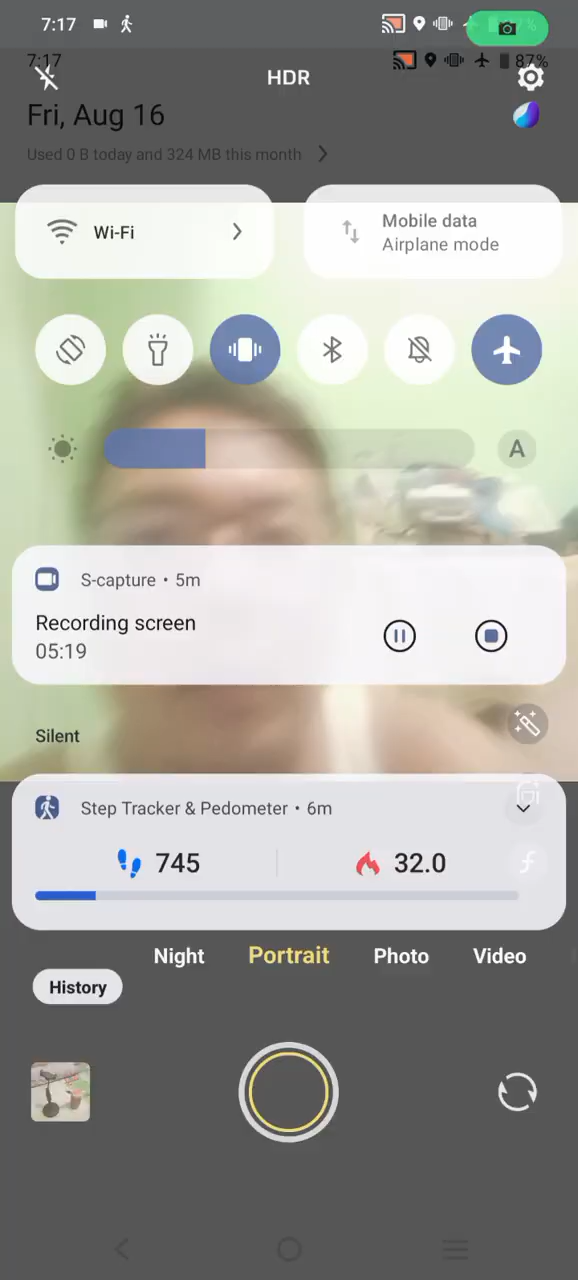 7:17
7:17
87%
HDR
Fri, Aug 16
Used 0 B today and 324 MB this month
Wi-Fi
Mobile data
Airplane mode
A
S-capture • 5m
Recording screen
05:19
Silent
Step Tracker & Pedometer • 6m
745
32.0
Night
Portrait
Photo
Video
History